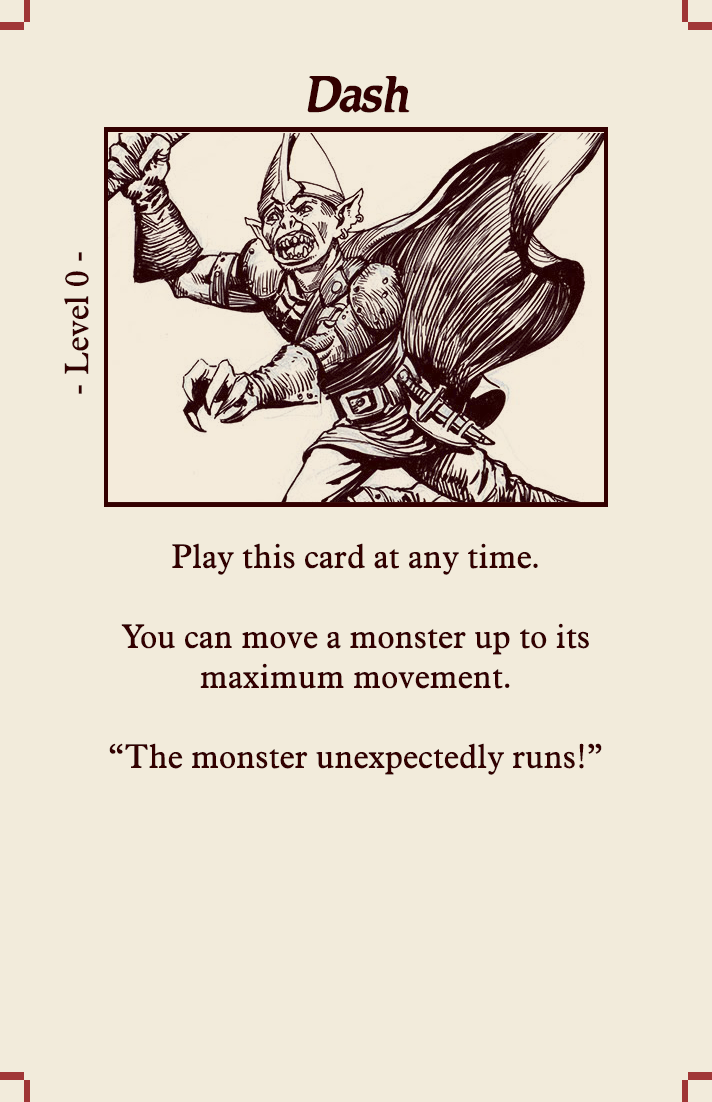 Dash
- Level 0 -
Play this card at any time.
You can move a monster up to its
maximum movement.
“The monster unexpectedly runs!”